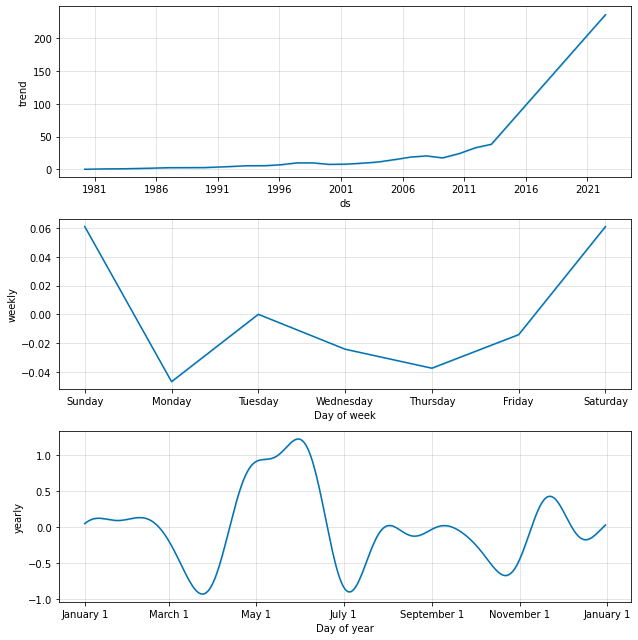 200
150
100
50
0
trend
1981 1986 1991 1996 2001 2006 2011 2016 2021
ds
0.06
0.04
0.02
0.00
−0.02
−0.04
weekly
Sunday Monday Tuesday Wednesday Thursday Friday Saturday
Day of week
1.0
0.5
0.0
−0.5
−1.0
yearly
January 1 March 1 May 1 July 1 September 1 November 1 January 1
Day of year